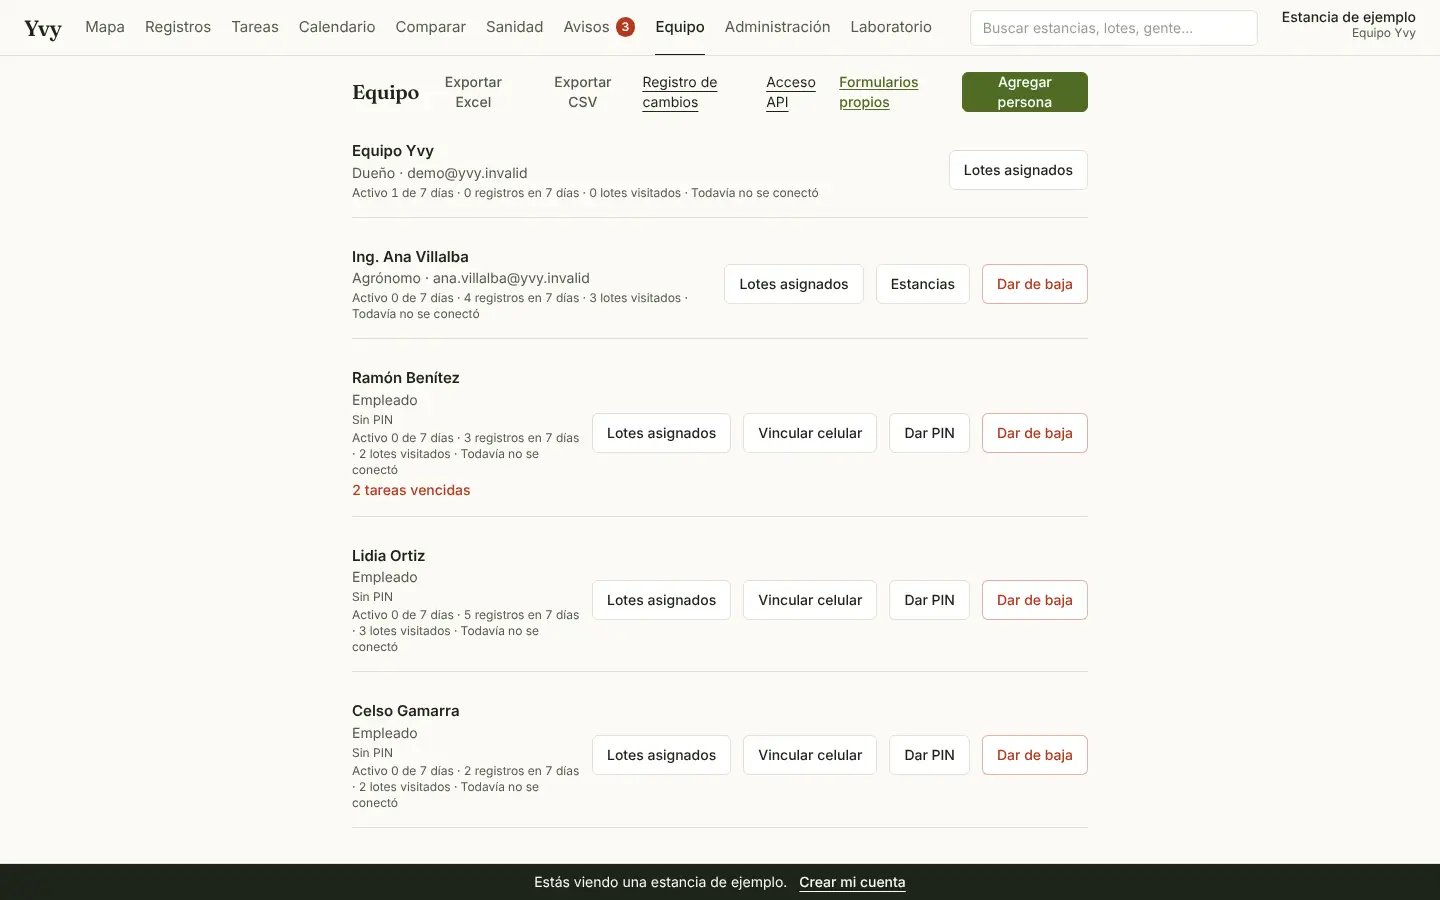 Yvy Mapa Registros Tareas Calendario Comparar Sanidad Avisos 3 Equipo Administración Laboratorio Buscar estancias, lotes, gente... Estancia de ejemplo
Equipo Yvy
Equipo Exportar Excel Exportar CSV Registro de cambios Acceso API Formularios propios Agregar persona
Equipo Yvy
Dueño · demo@yvy.invalid
Activo 1 de 7 días · 0 registros en 7 días · 0 lotes visitados · Todavía no se conectó
Lotes asignados
Ing. Ana Villalba
Agrónomo · ana.villalba@yvy.invalid
Activo 0 de 7 días · 4 registros en 7 días · 3 lotes visitados ·
Todavía no se conectó
Lotes asignados Estancias Dar de baja
Ramón Benítez
Empleado
Sin PIN
Activo 0 de 7 días · 3 registros en 7 días
· 2 lotes visitados · Todavía no se
conectó
2 tareas vencidas
Lotes asignados Vincular celular Dar PIN Dar de baja
Lidia Ortiz
Empleado
Sin PIN
Activo 0 de 7 días · 5 registros en 7 días
· 3 lotes visitados · Todavía no se
conectó
Lotes asignados Vincular celular Dar PIN Dar de baja
Celso Gamarra
Empleado
Sin PIN
Activo 0 de 7 días · 2 registros en 7 días
· 2 lotes visitados · Todavía no se
conectó
Lotes asignados Vincular celular Dar PIN Dar de baja
Estás viendo una estancia de ejemplo. Crear mi cuenta